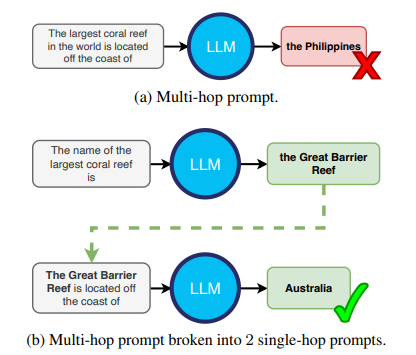 The largest coral reef
in the world is located
off the coast of
LLM
the Philippines
(a) Multi-hop prompt.
The name of the
largest coral reef
is
LLM
the Great Barrier
Reef
The Great Barrier
Reef is located off
the coast of
LLM
Australia
(b) Multi-hop prompt broken into 2 single-hop prompts.